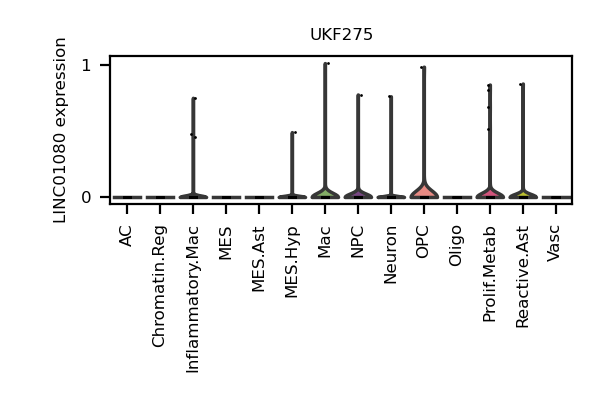 UKF275
LINC01080 expression
1
0
AC
Chromatin.Reg
Inflammatory.Mac
MES
MES.Ast
MES.Hyp
Mac
NPC
Neuron
OPC
Oligo
Prolif.Metab
Reactive.Ast
Vasc